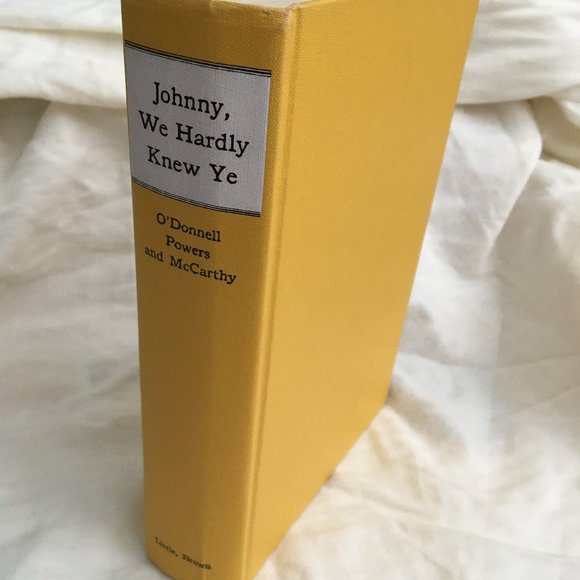 Johnny,
We Hardly
Knew Ye
O'Donnell
Powers
and McCarthy
Little, Brown